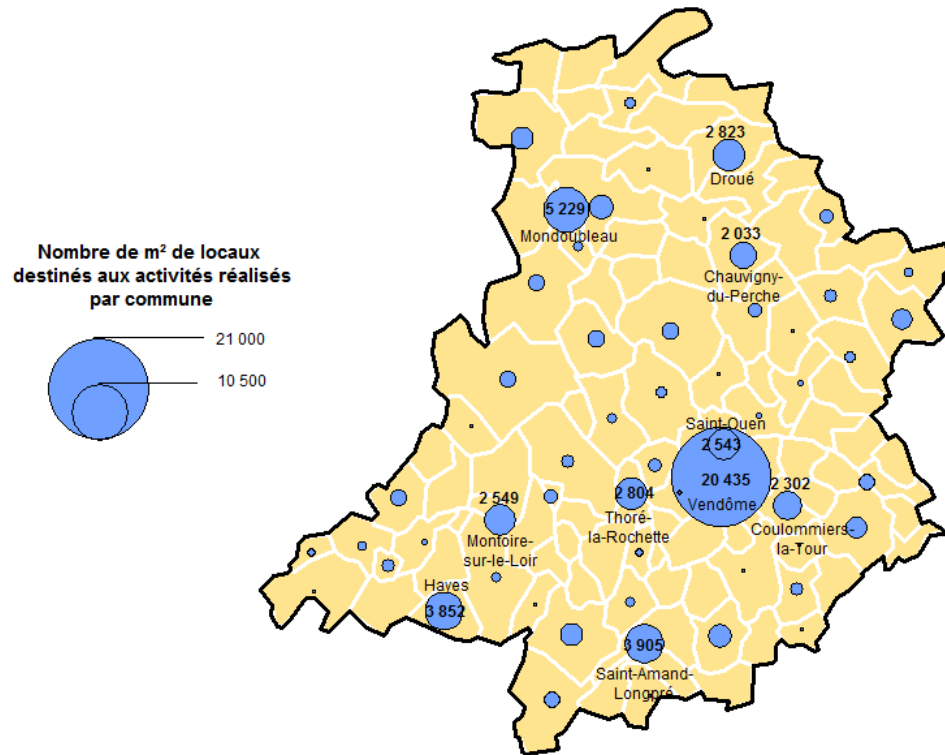 Nombre de m² de locaux
destinés aux activités réalisés
par commune
21 000
10 500
2 823
Droué
5 229
Mondoubleau
2 033
Chauvigny-
du-Perche
Saint-Ouen
2 543
20 435
Vendôme
2 302
Coulommiers-
la-Tour
2 804
Thoré-
la-Rochette
2 549
Montoire-
sur-le-Loir
Hayes
3 852
3 905
Saint-Amand-
Longpré